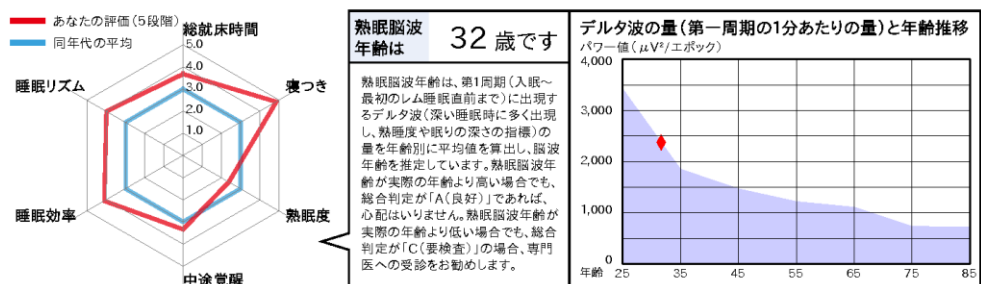 あなたの評価(5段階)
同年代の平均
総就床時間
5.0
4.0
3.0
2.0
1.0
睡眠リズム
寝つき
睡眠効率
熟眠度
中途覚醒
熟眠脳波
年齢は
32 歳です
熟眠脳波年齢は、第1周期(入眠~
最初のレム睡眠直前まで)に出現
するデルタ波(深い睡眠時に多く出現
し、熟睡度や眠りの深さの指標)の
量を年齢別に平均値を算出し、脳波
年齢を推定しています。熟眠脳波年
齢が実際の年齢より高い場合でも、
総合判定が「A(良好)」であれば、
心配はいりません。熟眠脳波年齢が
実際の年齢より低い場合でも、総合
判定が「C(要検査)」の場合、専門
医への受診をお勧めします。
デルタ波の量(第一周期の1分あたりの量)と年齢推移
パワー値(μV²/エポック)
4,000
3,000
2,000
1,000
0
年齢 25 35 45 55 65 75 85